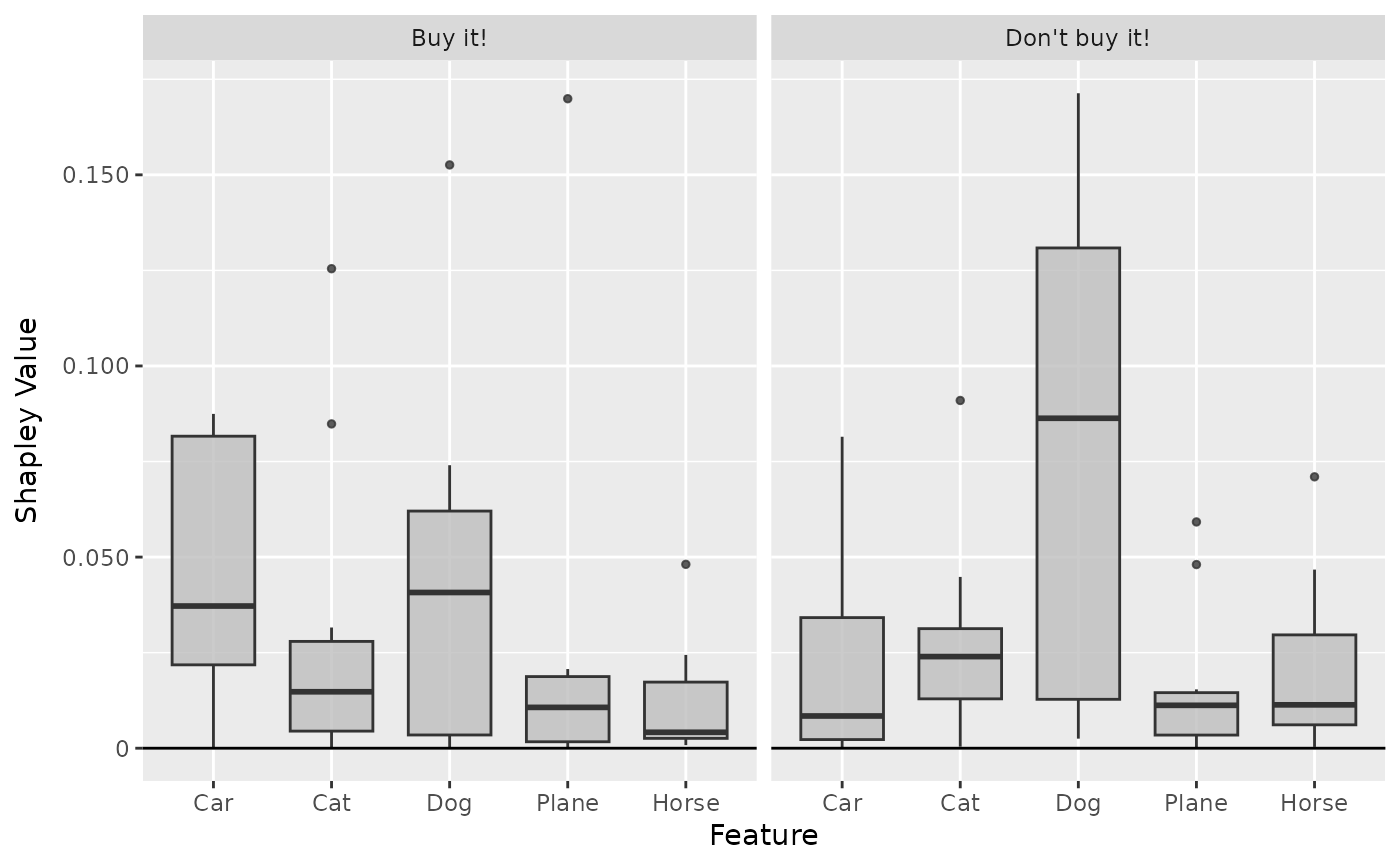 Buy it!
Don't buy it!
Shapley Value
0.150
0.100
0.050
0
Car Cat Dog Plane Horse
Car Cat Dog Plane Horse
Feature